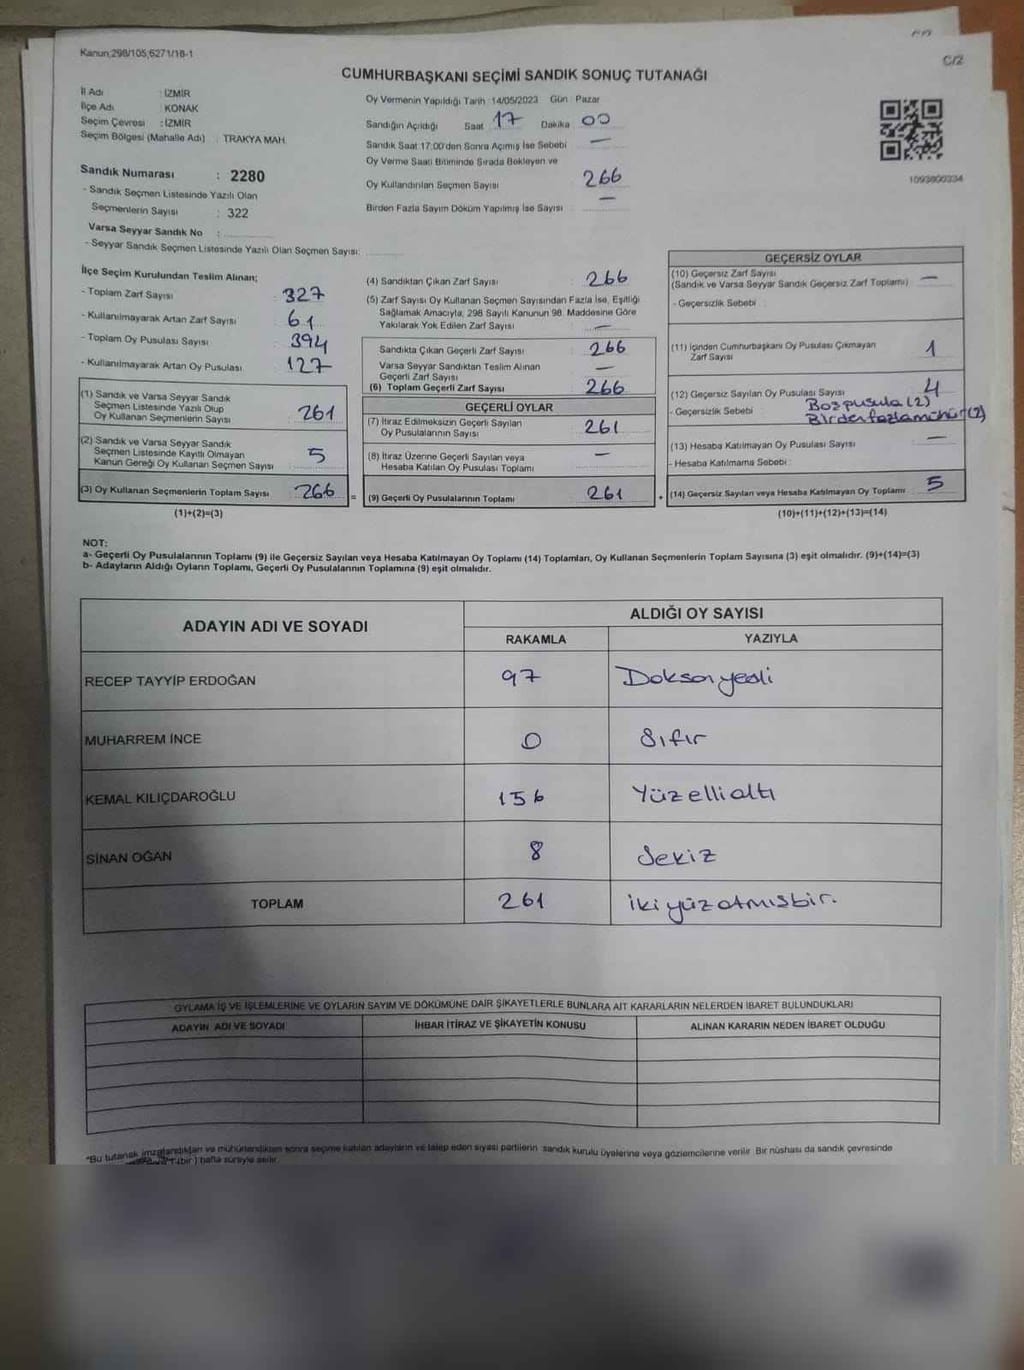 Kanun:298/105,6271/18-1
C/2
CUMHURBAŞKANI SEÇİMİ SANDIK SONUÇ TUTANAĞI
İl Adı : İZMİR
İlçe Adı : KONAK
Seçim Çevresi : İZMİR
Seçim Bölgesi (Mahalle Adı) : TRAKYA MAH.
Sandık Numarası : 2280
- Sandık Seçmen Listesinde Yazılı Olan
Seçmenlerin Sayısı : 322
Varsa Seyyar Sandık No :
- Seyyar Sandık Seçmen Listesinde Yazılı Olan Seçmen Sayısı:
Oy Vermenin Yapıldığı Tarih :14/05/2023 Gün : Pazar
Sandığın Açıldığı Saat 17 Dakika 00
Sandık Saat 17:00'den Sonra Açımış İse Sebebi —
Oy Verme Saati Bitiminde Sırada Bekleyen ve
Oy Kullandırılan Seçmen Sayısı 266
Birden Fazla Sayım Döküm Yapılmış İse Sayısı —
1093800334
İlçe Seçim Kurulundan Teslim Alınan;
- Toplam Zarf Sayısı 327
- Kullanılmayarak Artan Zarf Sayısı 61
- Toplam Oy Pusulası Sayısı 394
- Kullanılmayarak Artan Oy Pusulası 127
(1) Sandık ve Varsa Seyyar Sandık
Seçmen Listesinde Yazılı Olup
Oy Kullanan Seçmenlerin Sayısı 261
(2) Sandık ve Varsa Seyyar Sandık
Seçmen Listesinde Kayıtlı Olmayan
Kanun Gereği Oy Kullanan Seçmen Sayısı 5
(3) Oy Kullanan Seçmenlerin Toplam Sayısı 266 =
(1)+(2)=(3)
(4) Sandıktan Çıkan Zarf Sayısı 266
(5) Zarf Sayısı Oy Kullanan Seçmen Sayısından Fazla İse, Eşitliği
Sağlamak Amacıyla, 298 Sayılı Kanunun 98. Maddesine Göre
Yakılarak Yok Edilen Zarf Sayısı —
Sandıkta Çıkan Geçerli Zarf Sayısı 266
Varsa Seyyar Sandıktan Teslim Alınan
Geçerli Zarf Sayısı —
(6) Toplam Geçerli Zarf Sayısı 266
GEÇERLİ OYLAR
(7) İtiraz Edilmeksizin Geçerli Sayılan
Oy Pusulalarının Sayısı 261
(8) İtiraz Üzerine Geçerli Sayılan veya
Hesaba Katılan Oy Pusulası Toplamı —
(9) Geçerli Oy Pusulalarının Toplamı 261 +
GEÇERSİZ OYLAR
(10) Geçersiz Zarf Sayısı
(Sandık ve Varsa Seyyar Sandık Geçersiz Zarf Toplamı) —
- Geçersizlik Sebebi
(11) İçinden Cumhurbaşkanı Oy Pusulası Çıkmayan
Zarf Sayısı 1
(12) Geçersiz Sayılan Oy Pusulası Sayısı 4
- Geçersizlik Sebebi Boş pusula (2)
Birden fazla mühür (2)
(13) Hesaba Katılmayan Oy Pusulası Sayısı —
- Hesaba Katılmama Sebebi :
(14) Geçersiz Sayılan veya Hesaba Katılmayan Oy Toplamı 5
(10)+(11)+(12)+(13)=(14)
NOT:
a- Geçerli Oy Pusulalarının Toplamı (9) ile Geçersiz Sayılan veya Hesaba Katılmayan Oy Toplamı (14) Toplamları, Oy Kullanan Seçmenlerin Toplam Sayısına (3) eşit olmalıdır. (9)+(14)=(3)
b- Adayların Aldığı Oyların Toplamı, Geçerli Oy Pusulalarının Toplamına (9) eşit olmalıdır.
ADAYIN ADI VE SOYADI
ALDIĞI OY SAYISI
RAKAMLA YAZIYLA
RECEP TAYYİP ERDOĞAN 97 Doksanyedi
MUHARREM İNCE 0 Sıfır
KEMAL KILIÇDAROĞLU 156 Yüzellialtı
SİNAN OĞAN 8 Sekiz
TOPLAM 261 ikiyüzatmışbir.
OYLAMA İŞ VE İŞLEMLERİNE VE OYLARIN SAYIM VE DÖKÜMÜNE DAİR ŞİKAYETLERLE BUNLARA AİT KARARLARIN NELERDEN İBARET BULUNDUKLARI
ADAYIN ADI VE SOYADI İHBAR İTİRAZ VE ŞİKAYETİN KONUSU ALINAN KARARIN NEDEN İBARET OLDUĞU
*Bu tutanak imzalandıktan ve mühürlendikten sonra seçime katılan adayların ve talep eden siyasi partilerin sandık kurulu üyelerine veya gözlemcilerine verilir. Bir nüshası da sandık çevresinde
(bir) hafta süreyle asılır.